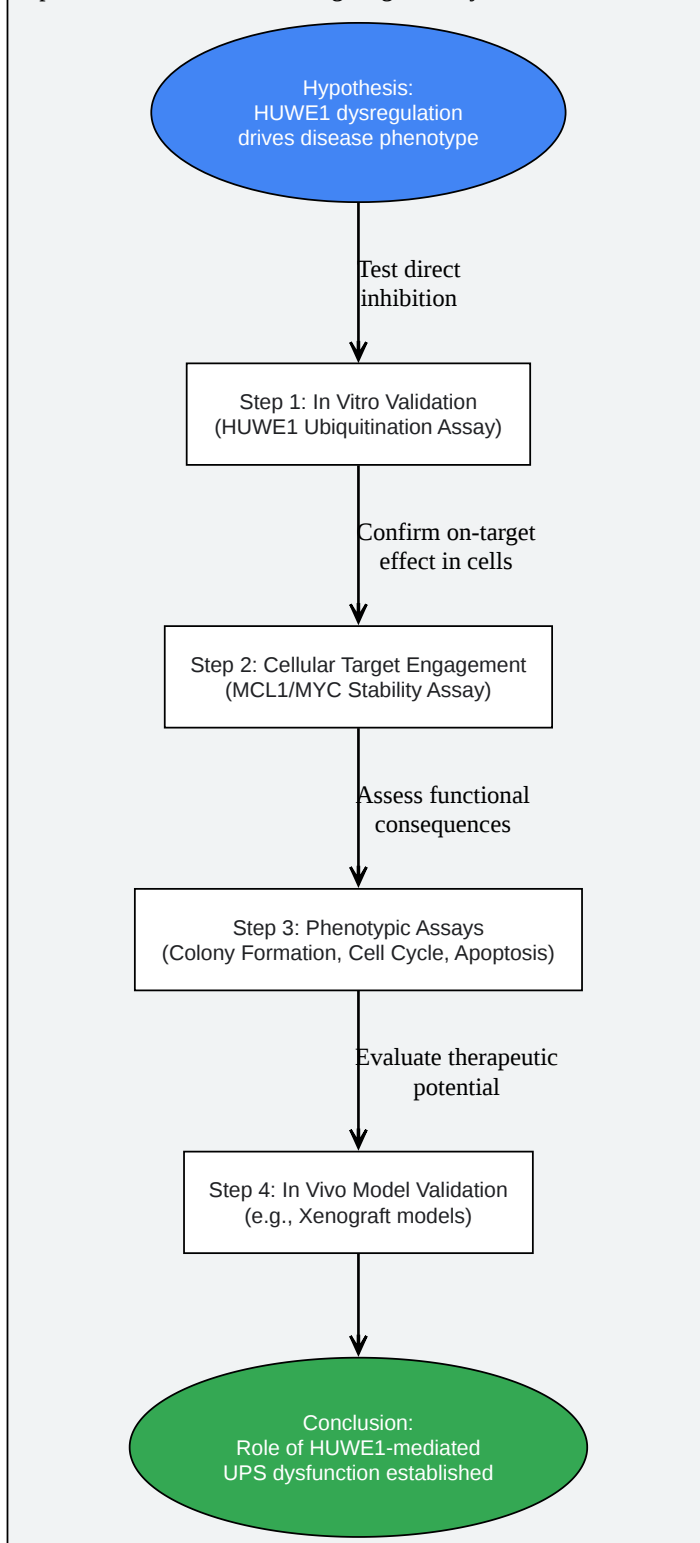 Hypothesis:
HUWE1 dysregulation
drives disease phenotype
Test direct
inhibition
Step 1: In Vitro Validation
(HUWE1 Ubiquitination Assay)
Confirm on-target
effect in cells
Step 2: Cellular Target Engagement
(MCL1/MYC Stability Assay)
Assess functional
consequences
Step 3: Phenotypic Assays
(Colony Formation, Cell Cycle, Apoptosis)
Evaluate therapeutic
potential
Step 4: In Vivo Model Validation
(e.g., Xenograft models)
Conclusion:
Role of HUWE1-mediated
UPS dysfunction established